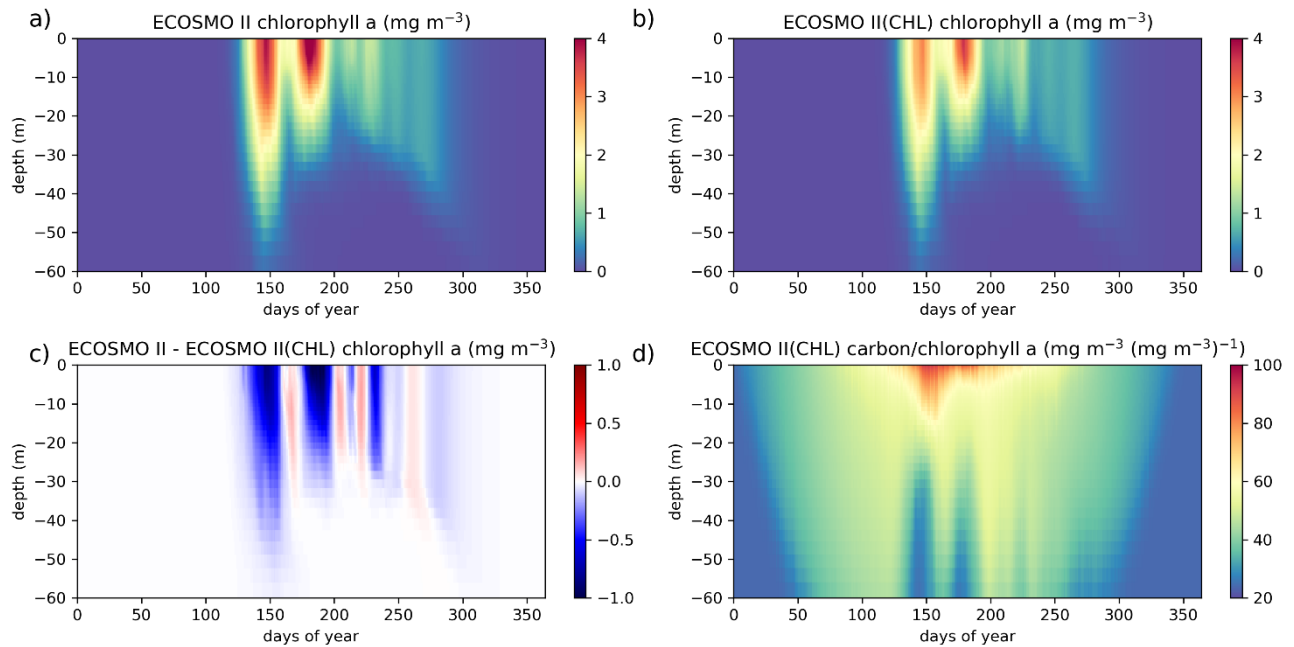 a)
ECOSMO II chlorophyll a (mg m⁻³)
0
−10
−20
−30
−40
−50
−60
depth (m)
0 50 100 150 200 250 300 350
days of year
4
3
2
1
0
b)
ECOSMO II(CHL) chlorophyll a (mg m⁻³)
0
−10
−20
−30
−40
−50
−60
depth (m)
0 50 100 150 200 250 300 350
days of year
4
3
2
1
0
c)
ECOSMO II - ECOSMO II(CHL) chlorophyll a (mg m⁻³)
0
−10
−20
−30
−40
−50
−60
depth (m)
0 50 100 150 200 250 300 350
days of year
1.0
0.5
0.0
−0.5
−1.0
d)
ECOSMO II(CHL) carbon/chlorophyll a (mg m⁻³ (mg m⁻³)⁻¹)
0
−10
−20
−30
−40
−50
−60
depth (m)
0 50 100 150 200 250 300 350
days of year
100
80
60
40
20